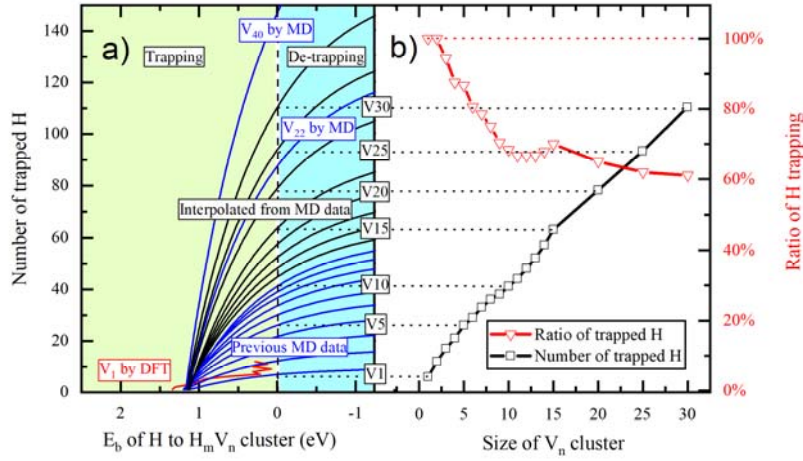 a)
b)
Number of trapped H
150
140
120
100
80
60
40
20
0
Trapping
De-trapping
V40 by MD
V22 by MD
Interpolated from MD data
Previous MD data
V1 by DFT
V30
V25
V20
V15
V10
V5
V1
2
1
0
-1
Eb of H to HmVn cluster (eV)
Ratio of trapped H
Number of trapped H
0
5
10
15
20
25
30
Size of Vn cluster
100%
80%
60%
40%
30%
20%
10%
0%
Ratio of H trapping